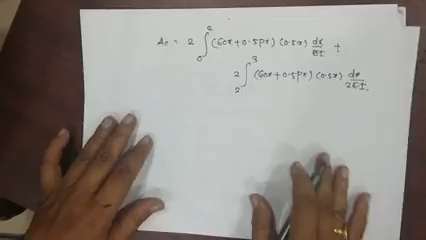 Δc = 2 ∫₀² (60x + 0.5Px) (0.5x) dx/EI +
2 ∫₂³ (60x + 0.5Px) (0.5x) dx/2EI.